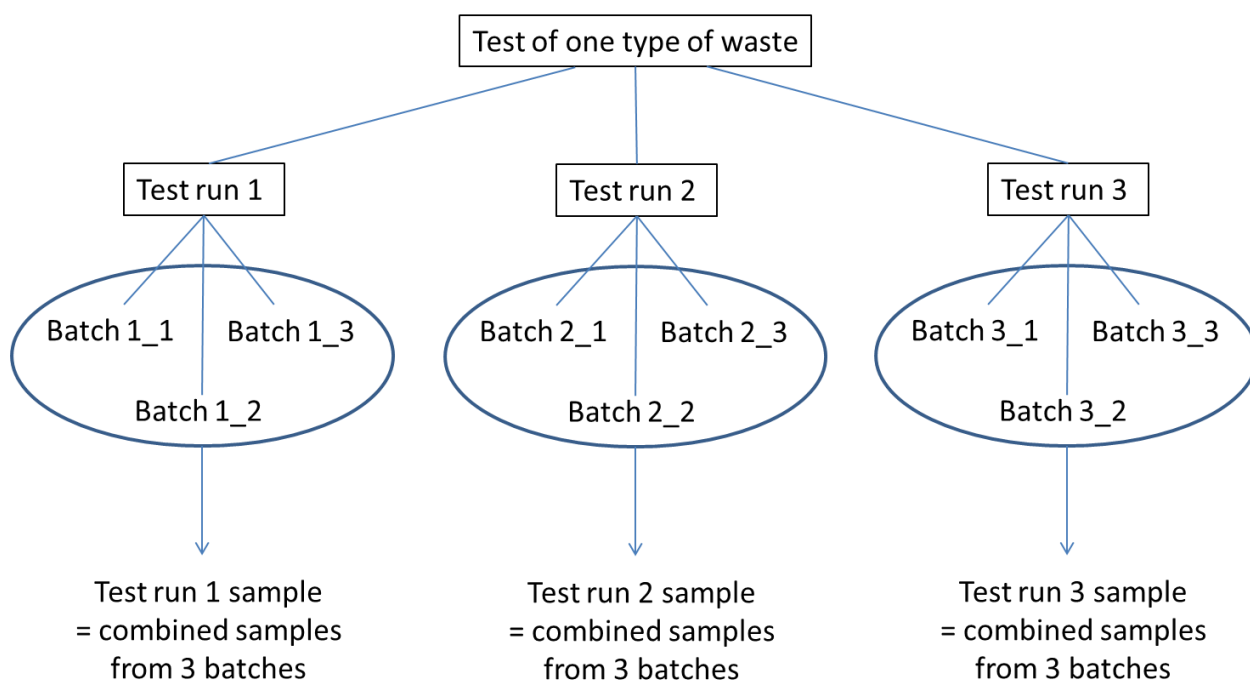 Test of one type of waste
Test run 1
Test run 2
Test run 3
Batch 1_1
Batch 1_3
Batch 1_2
Batch 2_1
Batch 2_3
Batch 2_2
Batch 3_1
Batch 3_3
Batch 3_2
Test run 1 sample
= combined samples
from 3 batches
Test run 2 sample
= combined samples
from 3 batches
Test run 3 sample
= combined samples
from 3 batches